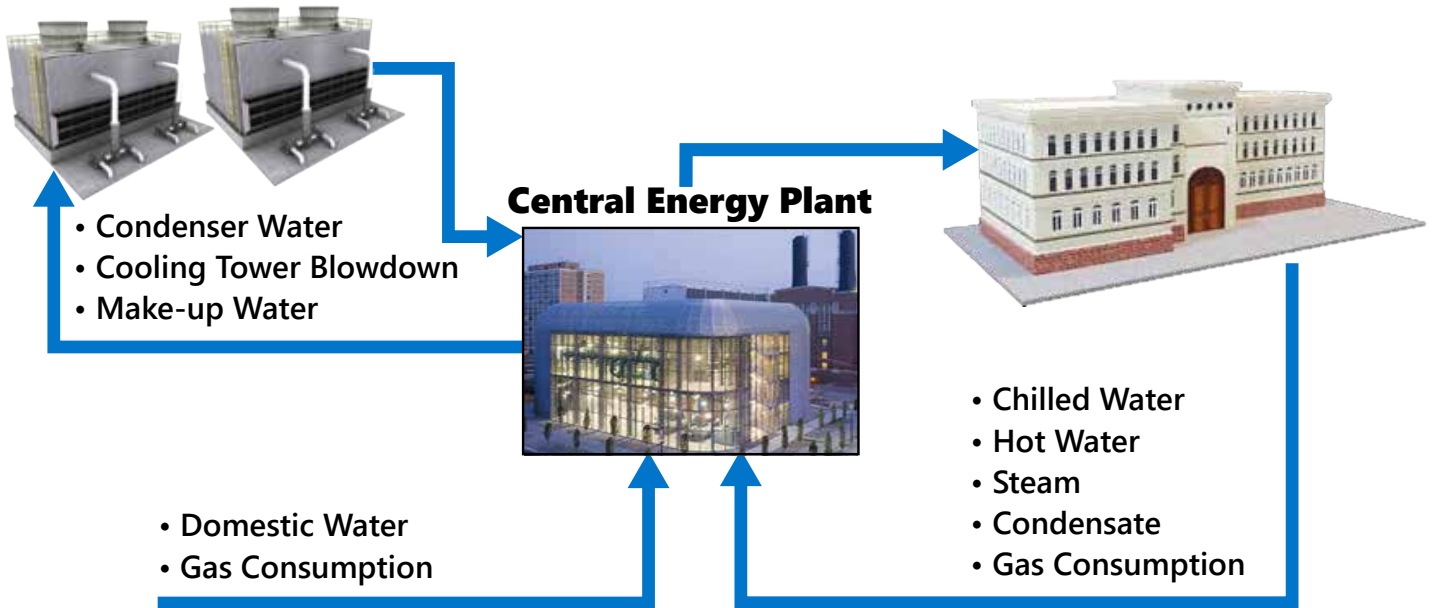 Central Energy Plant
• Condenser Water
• Cooling Tower Blowdown
• Make-up Water
• Chilled Water
• Hot Water
• Steam
• Condensate
• Gas Consumption
• Domestic Water
• Gas Consumption